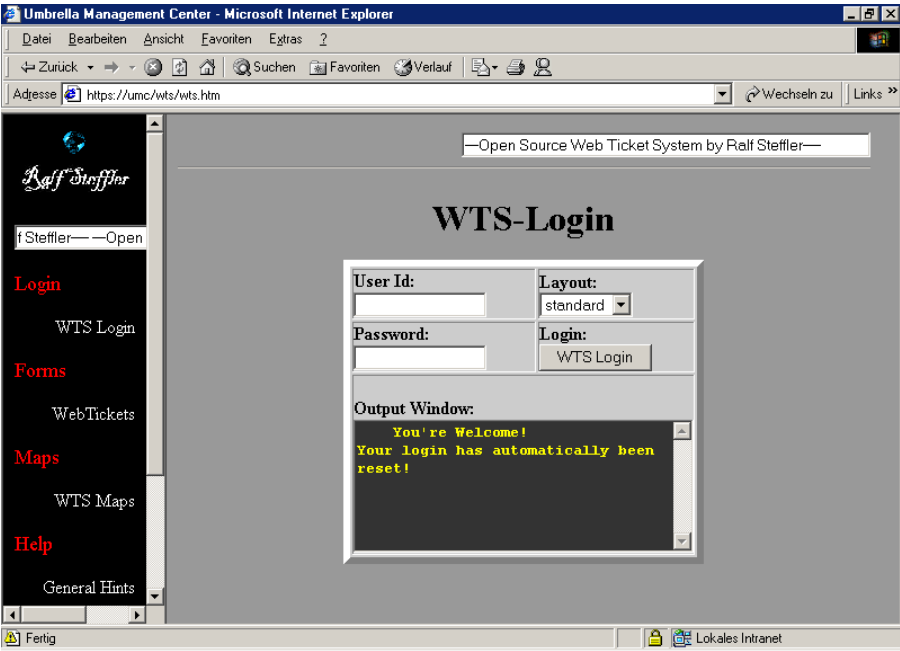 Umbrella Management Center - Microsoft Internet Explorer
Datei Bearbeiten Ansicht Favoriten Extras ?
Zurück Suchen Favoriten Verlauf
Adresse https://umc/wts/wts.htm Wechseln zu Links »
Ralf Steffler
f Steffler— —Open
Login
WTS Login
Forms
WebTickets
Maps
WTS Maps
Help
General Hints
—Open Source Web Ticket System by Ralf Steffler—
WTS-Login
User Id: Layout:
standard
Password: Login:
WTS Login
Output Window:
You're Welcome!
Your login has automatically been
reset!
Fertig Lokales Intranet